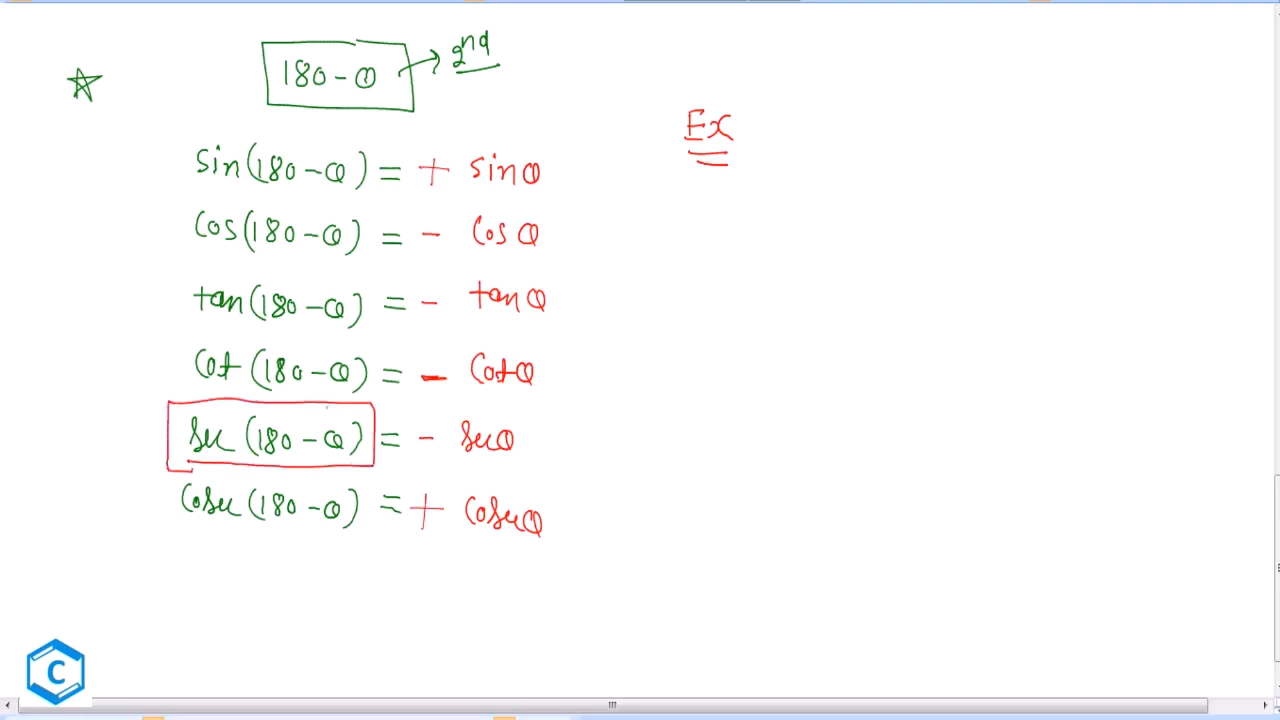 180-θ → 2nd
Ex
sin(180-θ) = + sinθ
Cos(180-θ) = - Cosθ
tan(180-θ) = - tanθ
Cot(180-θ) = - Cotθ
sec(180-θ) = - secθ
Cosec(180-θ) = + Cosecθ
C